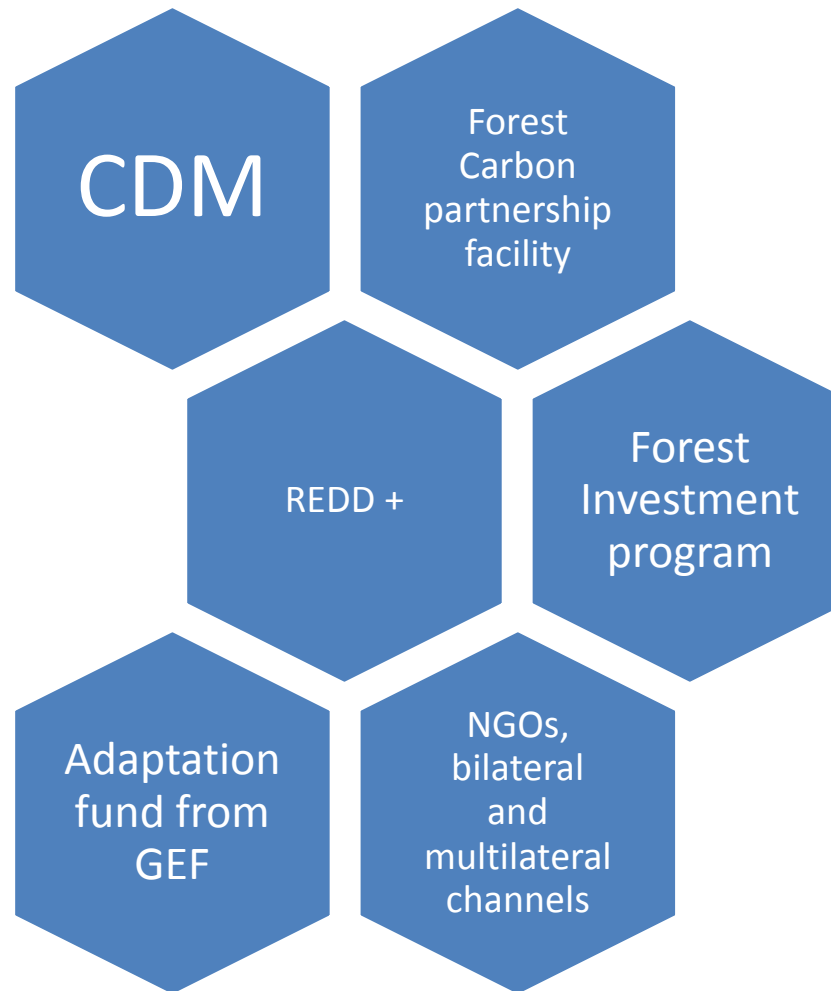 CDM
Forest
Carbon
partnership
facility
REDD +
Forest
Investment
program
Adaptation
fund from
GEF
NGOs,
bilateral
and
multilateral
channels